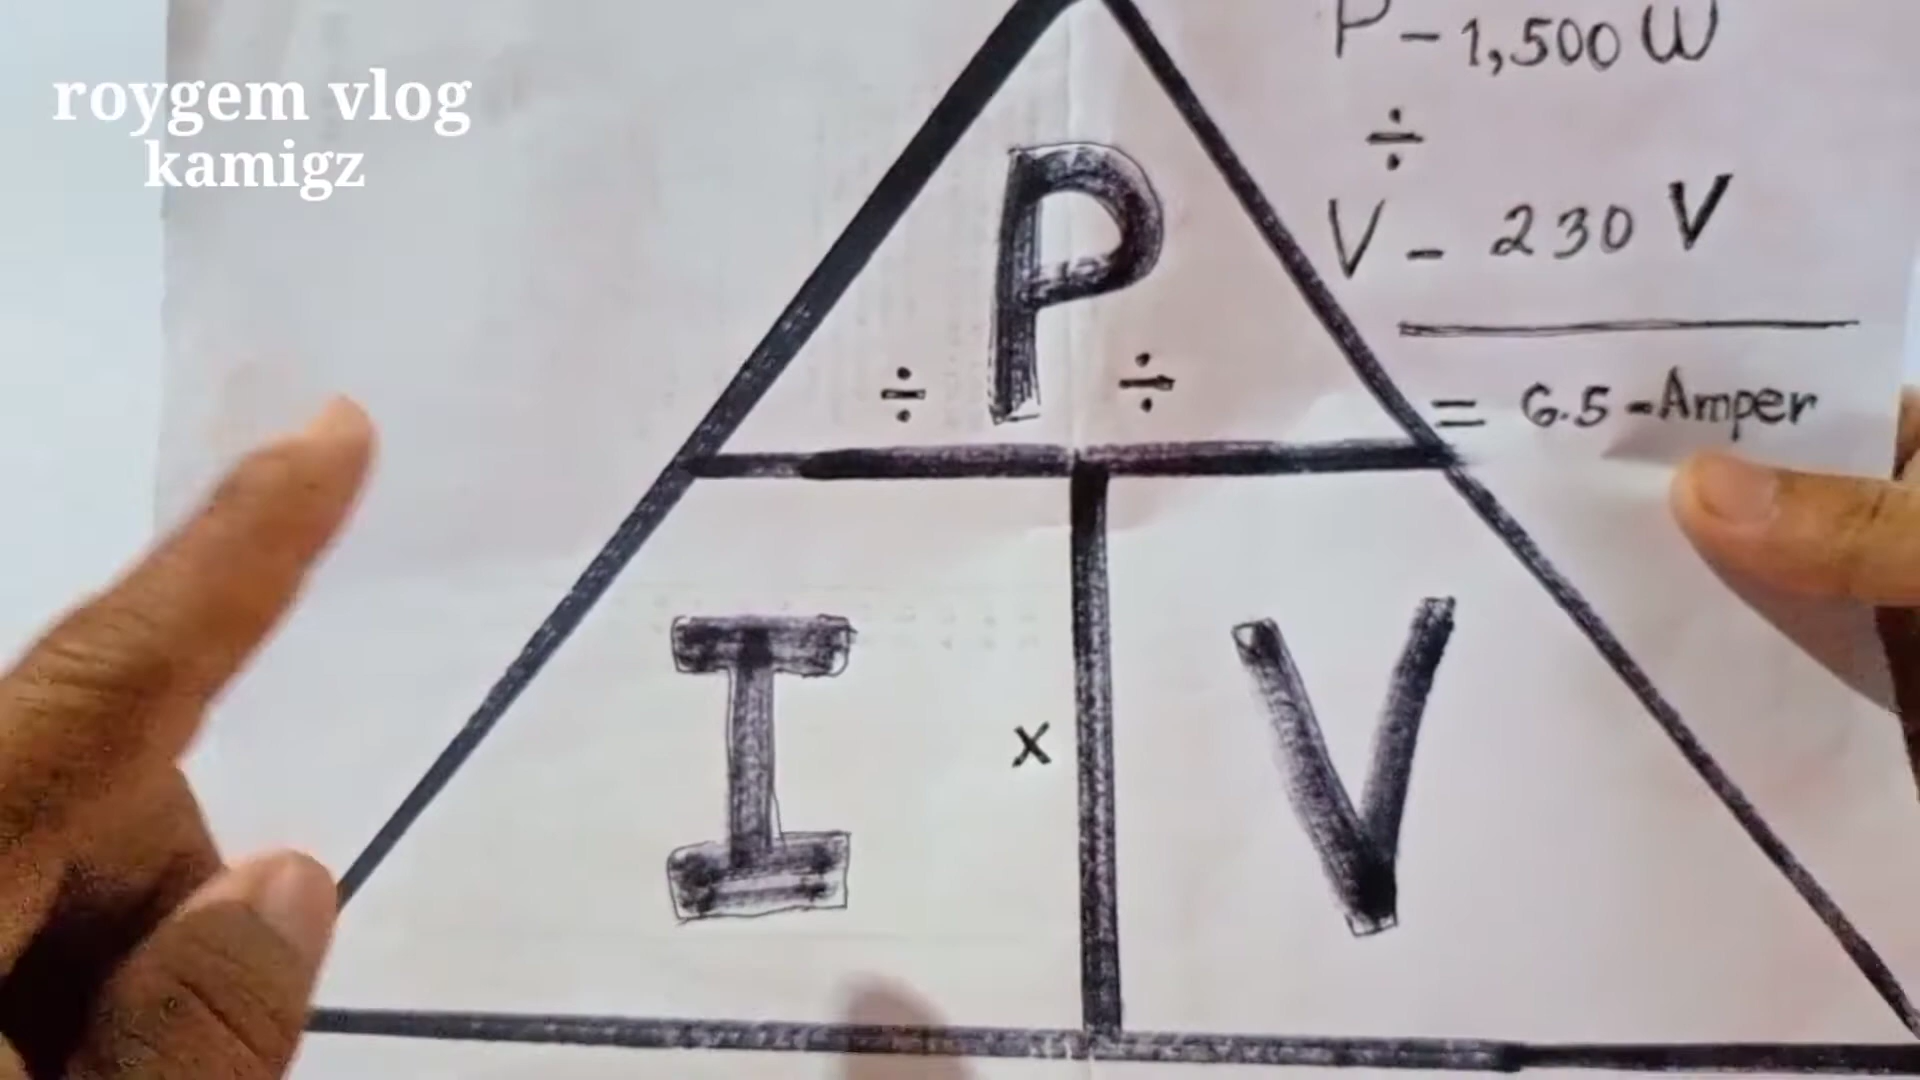 roygem vlog
kamigz
P - 1,500 W
÷
V - 230 V
= 6.5 - Amper
P
÷ ÷
I x V